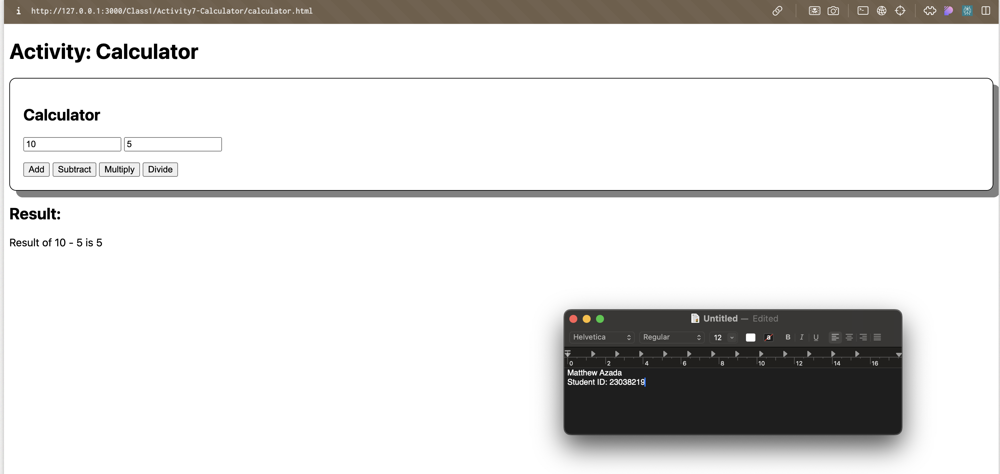 http://127.0.0.1:3000/Class1/Activity7-Calculator/calculator.html
Activity: Calculator
Calculator
10 5
Add Subtract Multiply Divide
Result:
Result of 10 - 5 is 5
Untitled — Edited
Helvetica Regular 12 a B I U
0 2 4 6 8 10 12 14 16
Matthew Azada
Student ID: 23038219